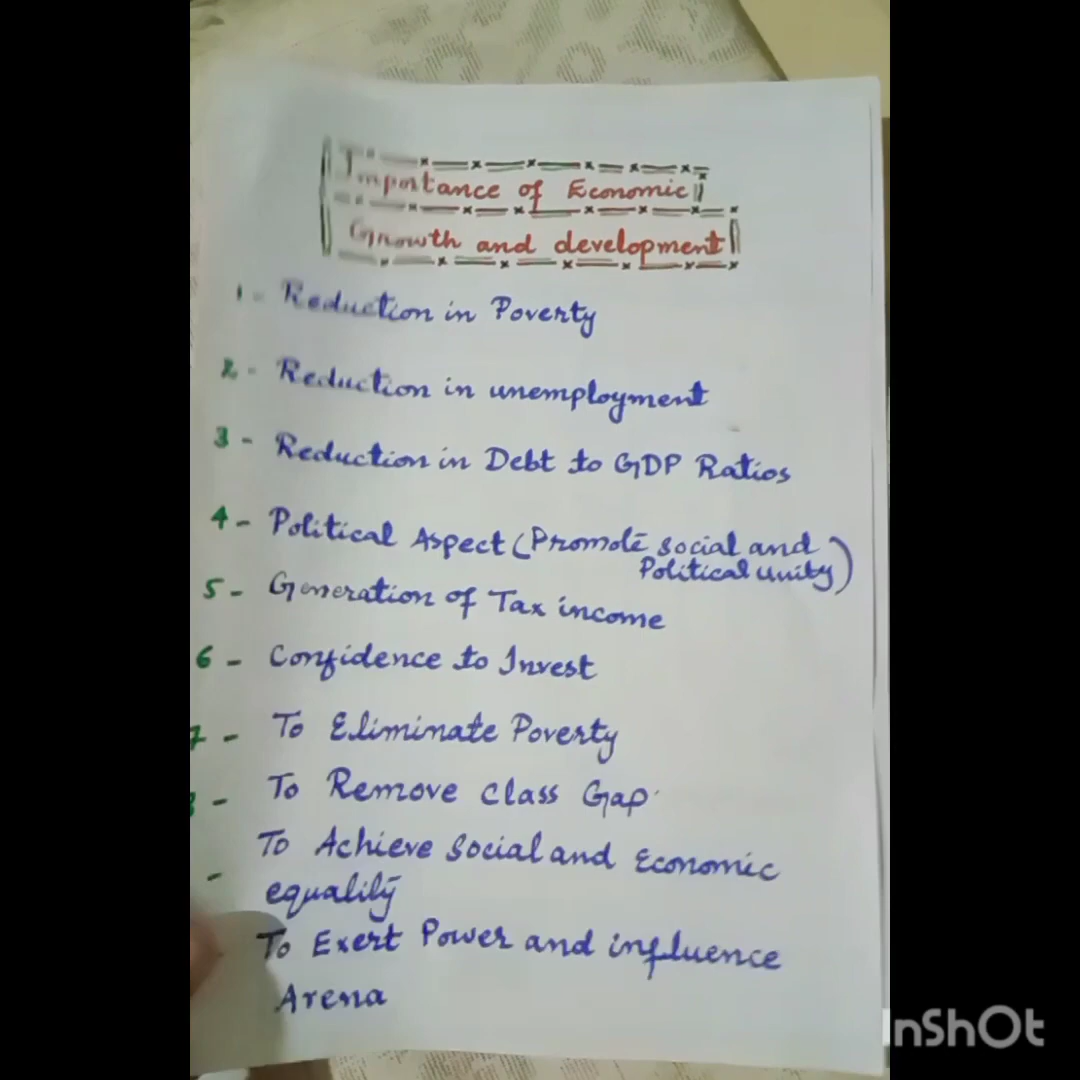 Importance of Economic
Growth and development
1- Reduction in Poverty
2- Reduction in unemployment
3- Reduction in Debt to GDP Ratios
4- Political Aspect (Promote social and
Political unity)
5- Generation of Tax income
6- Confidence to Invest
7- To Eliminate Poverty
8- To Remove class Gap
- To Achieve Social and Economic
equality
To Exert Power and influence
Arena
InShOt